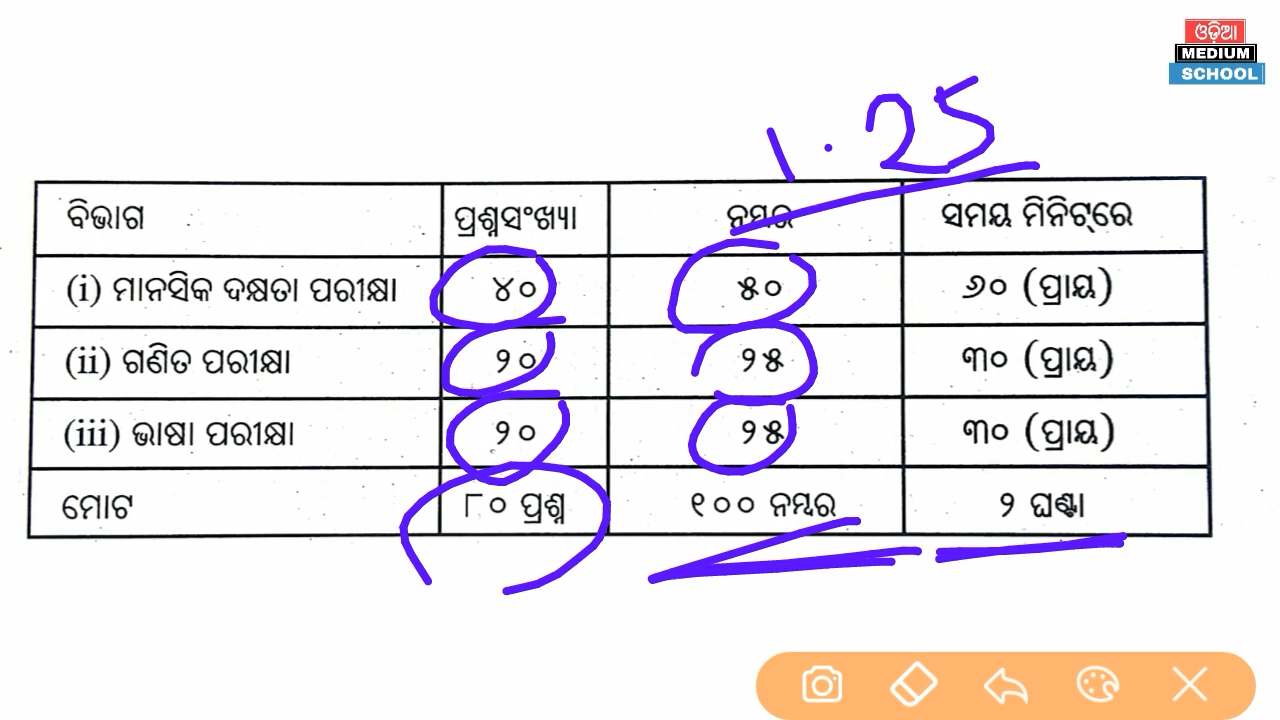 ଓଡ଼ିଆ
MEDIUM
SCHOOL
1.25
ବିଭାଗ ପ୍ରଶ୍ନସଂଖ୍ୟା ନମ୍ବର ସମୟ ମିନିଟ୍‌ରେ
(i) ମାନସିକ ଦକ୍ଷତା ପରୀକ୍ଷା ୪୦ ୫୦ ୬୦ (ପ୍ରାୟ)
(ii) ଗଣିତ ପରୀକ୍ଷା ୨୦ ୨୫ ୩୦ (ପ୍ରାୟ)
(iii) ଭାଷା ପରୀକ୍ଷା ୨୦ ୨୫ ୩୦ (ପ୍ରାୟ)
ମୋଟ ୮୦ ପ୍ରଶ୍ନ ୧୦୦ ନମ୍ବର ୨ ଘଣ୍ଟା